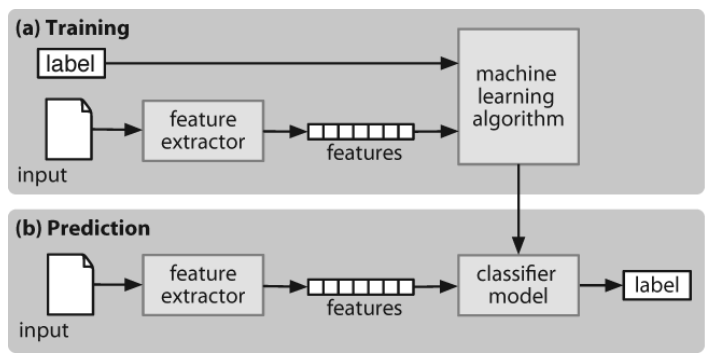 (a) Training
label
machine
learning
algorithm
feature
extractor
features
input
(b) Prediction
feature
extractor
features
classifier
model
label
input